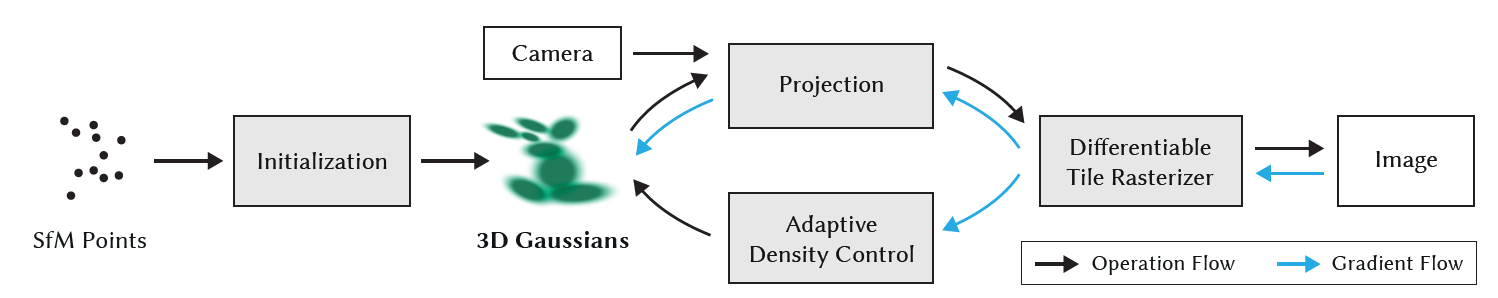 SfM Points
Initialization
3D Gaussians
Camera
Projection
Adaptive
Density Control
Differentiable
Tile Rasterizer
Image
Operation Flow
Gradient Flow